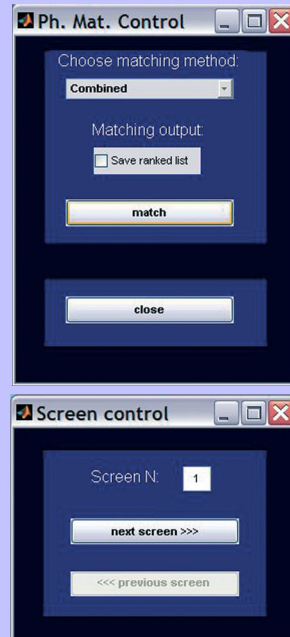 Ph. Mat. Control
Choose matching method:
Combined
Matching output:
Save ranked list
match
close
Screen control
Screen N:
1
next screen >>>
<<< previous screen